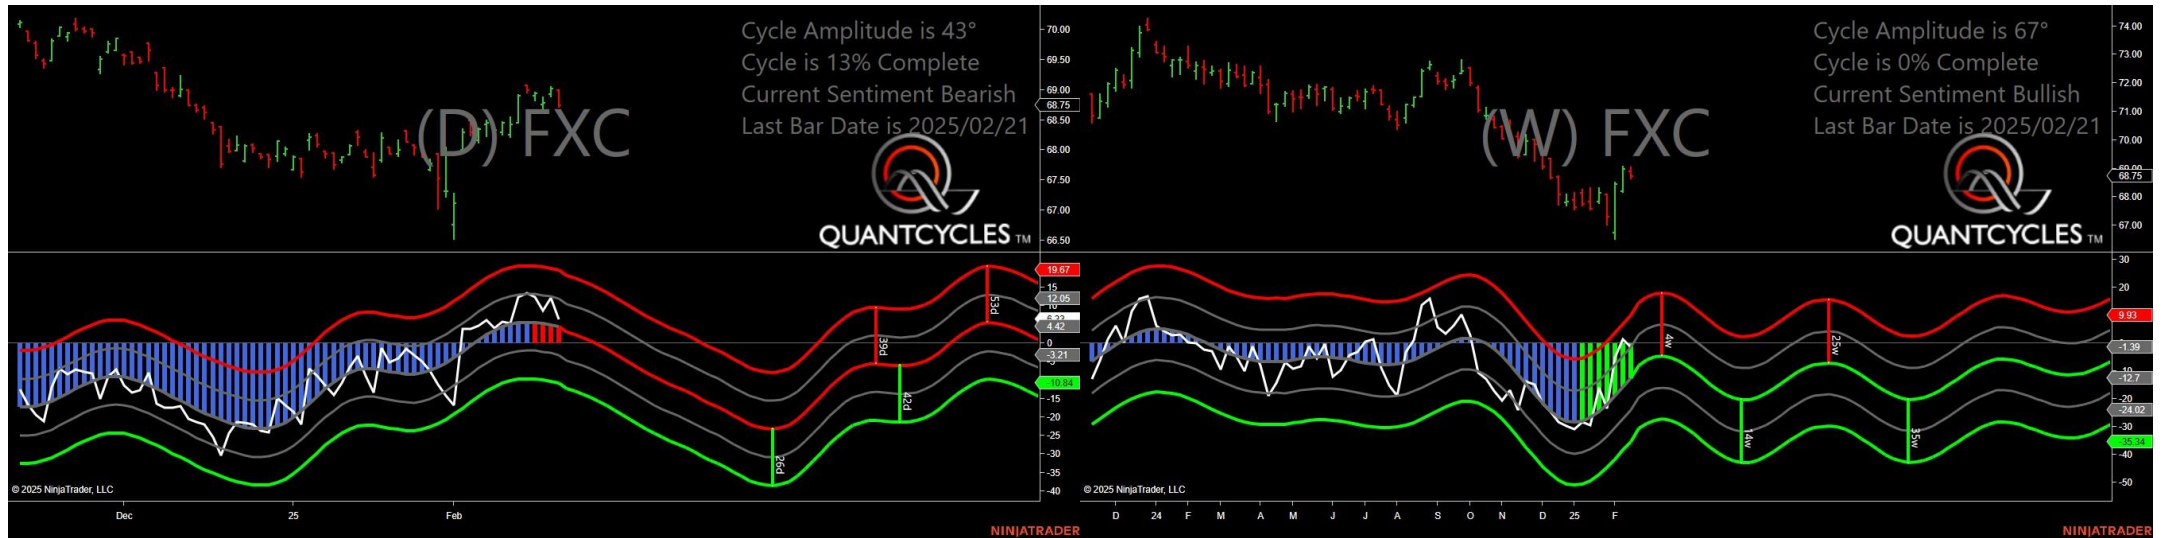 Cycle Amplitude is 43°
Cycle is 13% Complete
Current Sentiment Bearish
Last Bar Date is 2025/02/21
(D) FXC
QUANTCYCLES TM
70.00
69.50
69.00
68.75
68.50
68.00
67.50
67.00
66.50
19.67
15
12.05
10
4.42
0
-3.21
-10.84
-15
-20
-25
-30
-35
-40
26d
39d
42d
53d
© 2025 NinjaTrader, LLC
Dec
25
Feb
NINJATRADER
Cycle Amplitude is 67°
Cycle is 0% Complete
Current Sentiment Bullish
Last Bar Date is 2025/02/21
(W) FXC
QUANTCYCLES TM
74.00
73.00
72.00
71.00
70.00
69.00
68.75
68.00
67.00
30
20
9.93
0
-1.39
-10
-12.7
-20
-24.02
-30
-35.34
-40
-50
4w
14w
25w
35w
© 2025 NinjaTrader, LLC
D 24 F M A M J J A S O N D 25 F
NINJATRADER